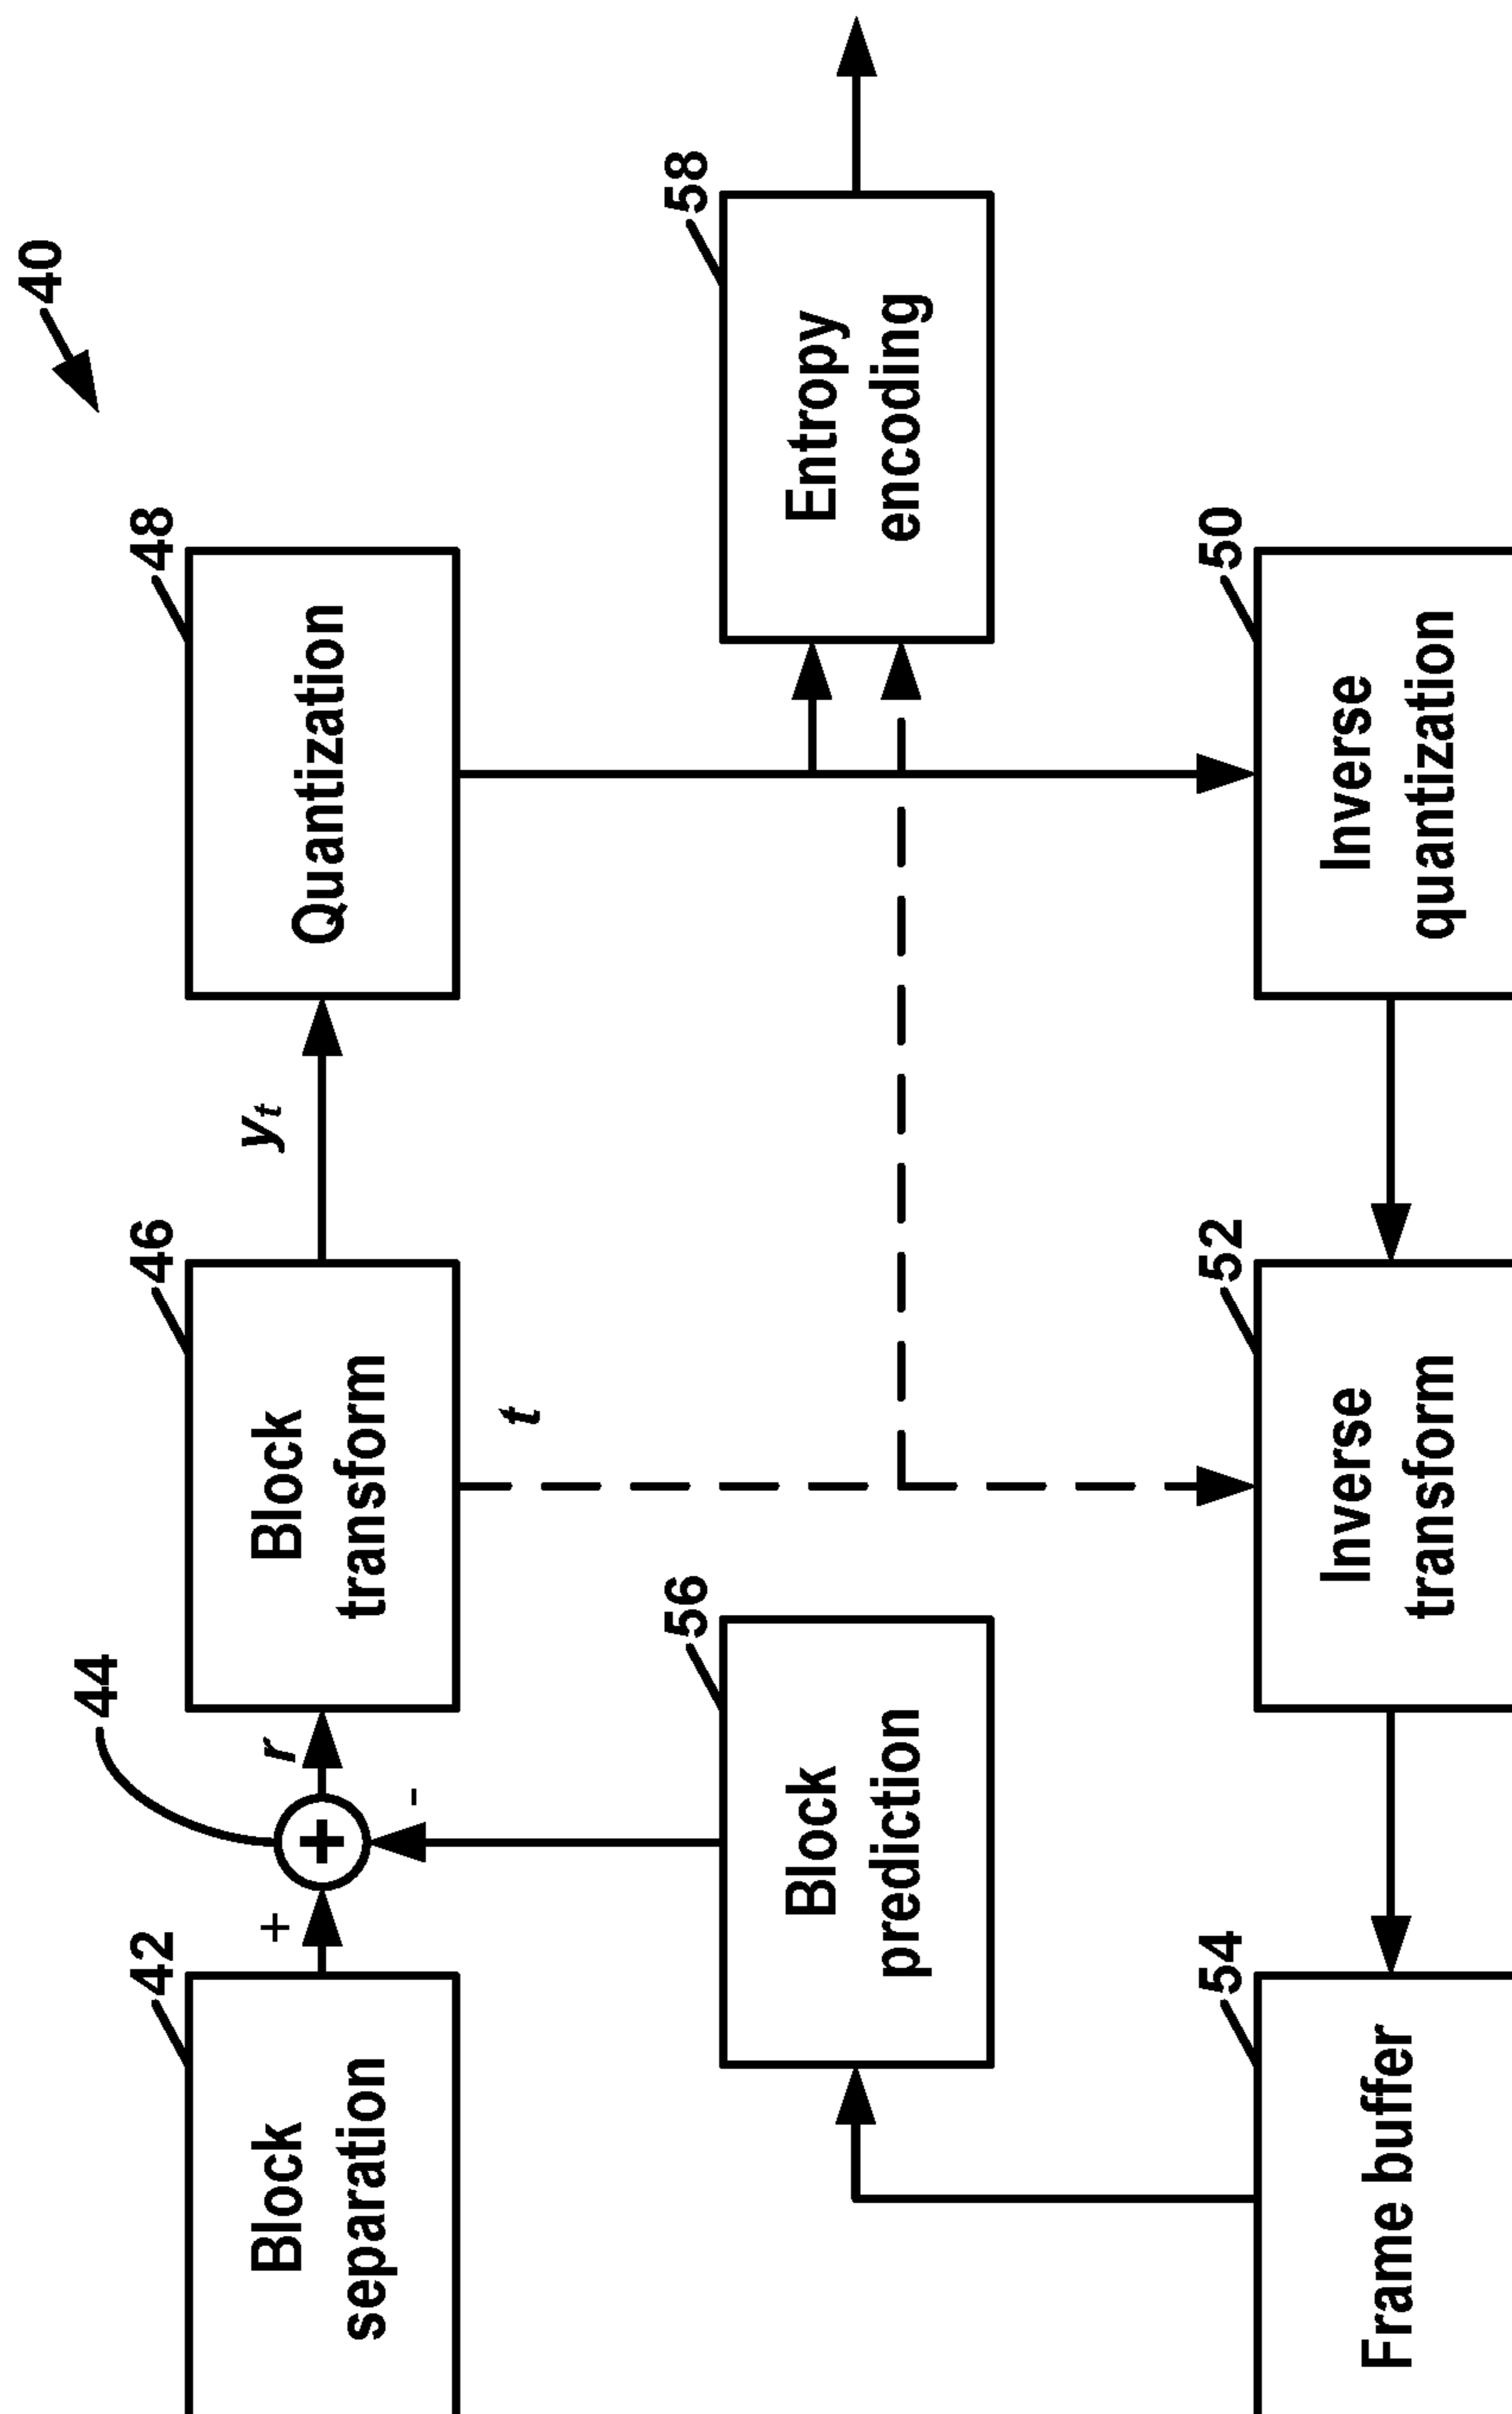 40
44
42
46
48
Block
separation
+
+
r
Block
transform
y t
Quantization
-
t
56
58
Block
prediction
Entropy
encoding
54
52
50
Frame buffer
Inverse
transform
Inverse
quantization